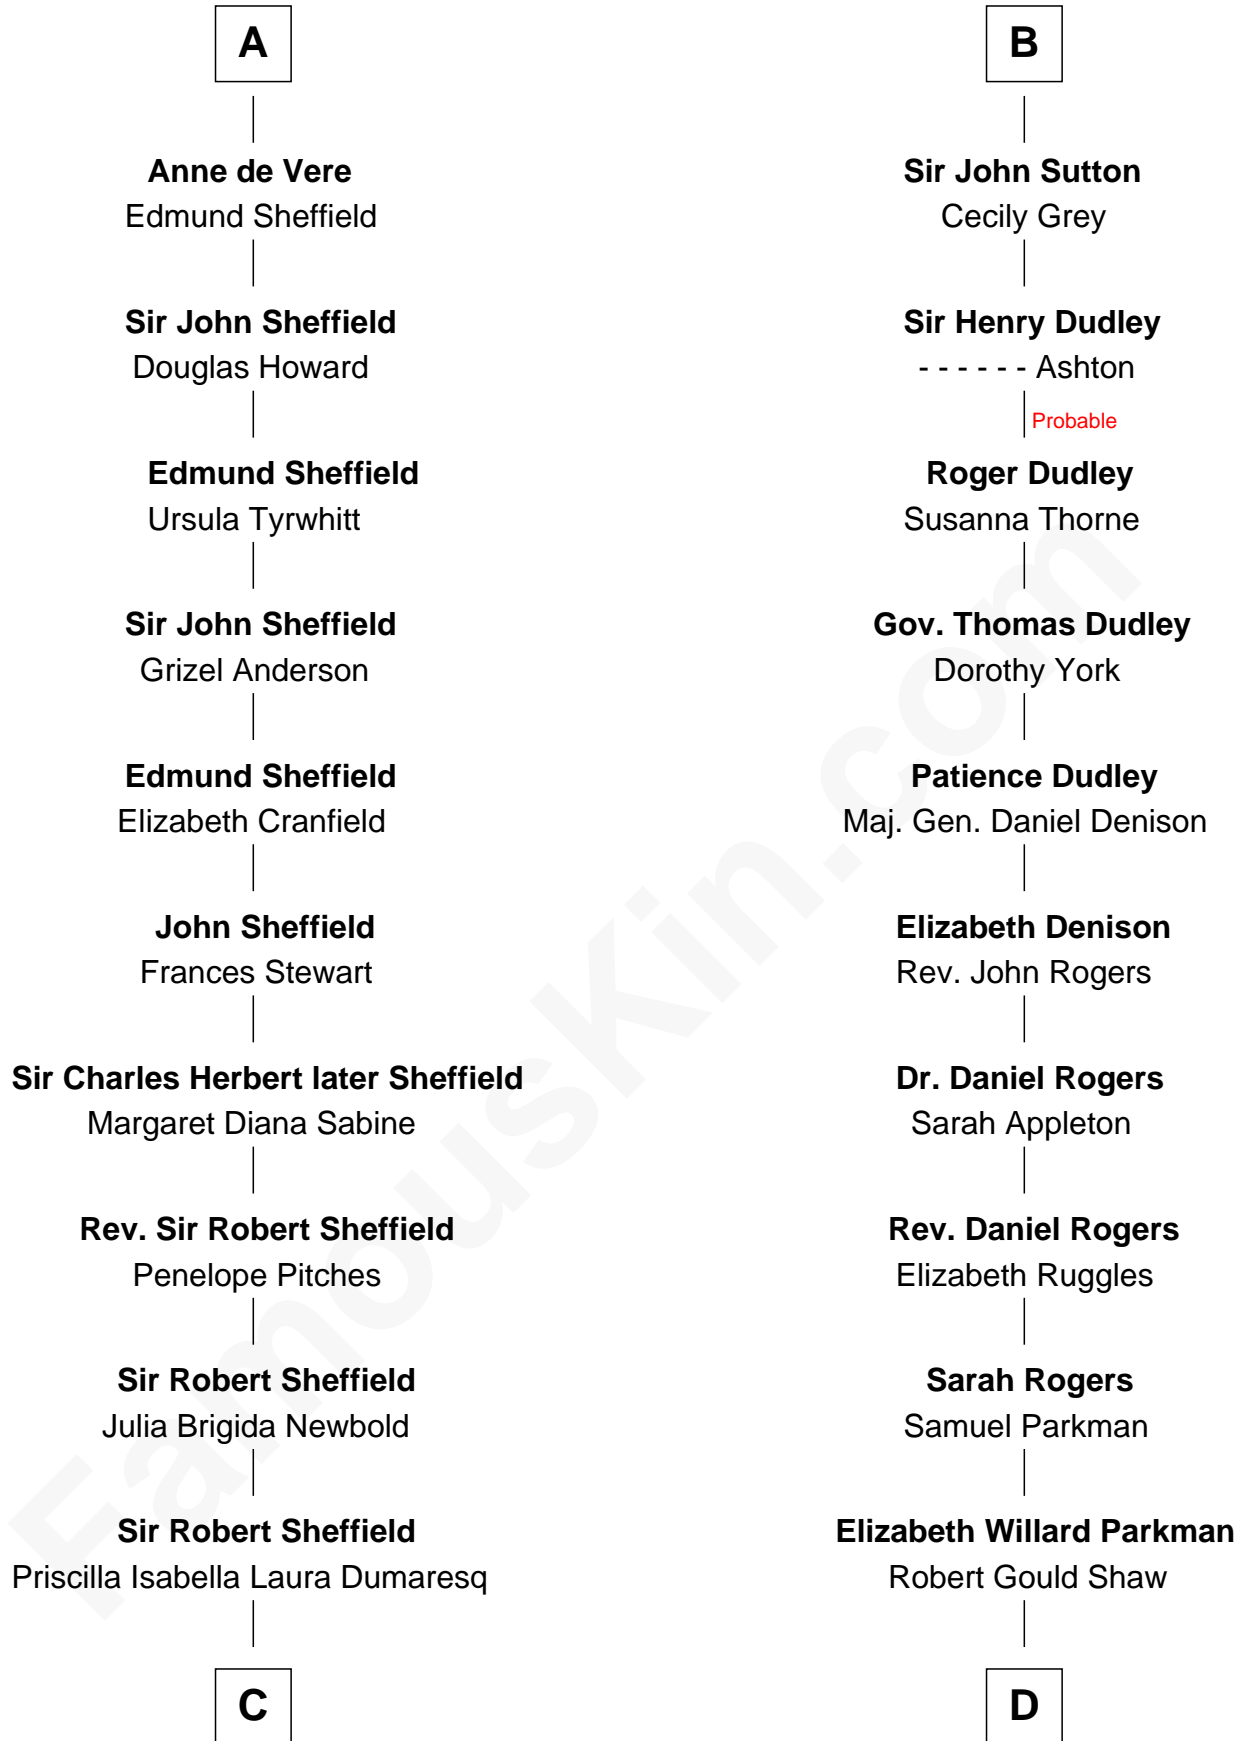 A
Anne de Vere
Edmund Sheffield
Sir John Sheffield
Douglas Howard
Edmund Sheffield
Ursula Tyrwhitt
Sir John Sheffield
Grizel Anderson
Edmund Sheffield
Elizabeth Cranfield
John Sheffield
Frances Stewart
Sir Charles Herbert later Sheffield
Margaret Diana Sabine
Rev. Sir Robert Sheffield
Penelope Pitches
Sir Robert Sheffield
Julia Brigida Newbold
Sir Robert Sheffield
Priscilla Isabella Laura Dumaresq
C
B
Sir John Sutton
Cecily Grey
Sir Henry Dudley
- - - - - - Ashton
Probable
Roger Dudley
Susanna Thorne
Gov. Thomas Dudley
Dorothy York
Patience Dudley
Maj. Gen. Daniel Denison
Elizabeth Denison
Rev. John Rogers
Dr. Daniel Rogers
Sarah Appleton
Rev. Daniel Rogers
Elizabeth Ruggles
Sarah Rogers
Samuel Parkman
Elizabeth Willard Parkman
Robert Gould Shaw
D
FamousKin.com